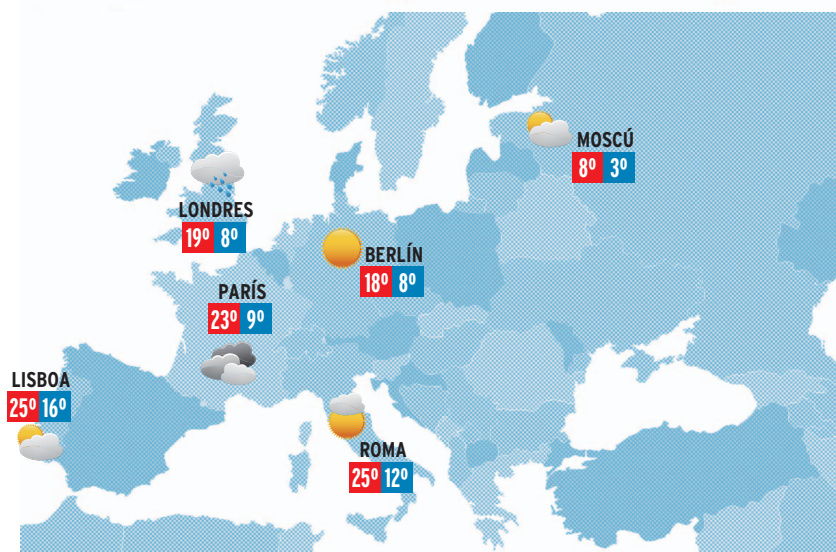 MOSCÚ
8º 3º
LONDRES
19º 8º
BERLÍN
18º 8º
PARÍS
23º 9º
LISBOA
25º 16º
ROMA
25º 12º